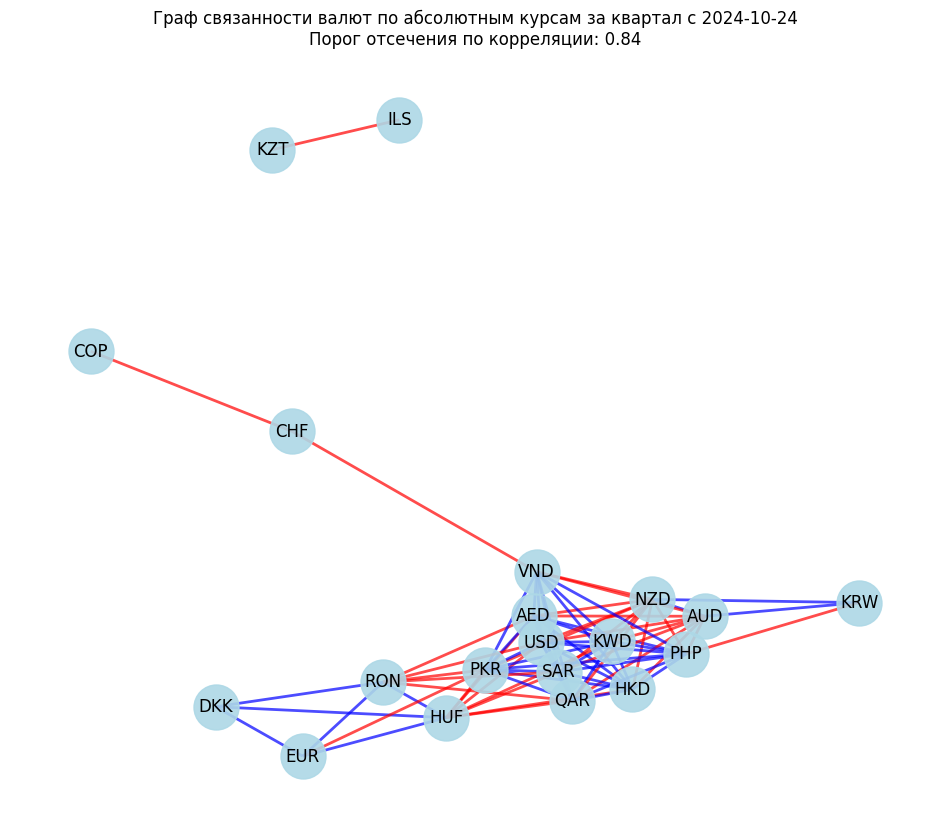 Граф связанности валют по абсолютным курсам за квартал с 2024-10-24
Порог отсечения по корреляции: 0.84
ILS
KZT
COP
CHF
VND
NZD
KRW
AED
AUD
USD
KWD
PHP
PKR
SAR
RON
HKD
QAR
DKK
HUF
EUR